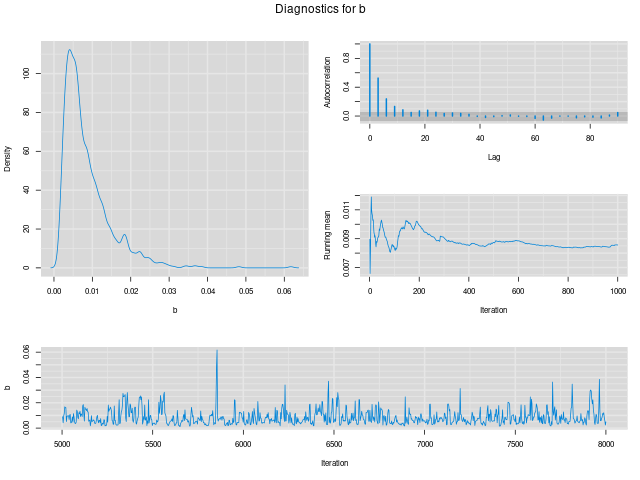 Diagnostics for b
Density
0 20 40 60 80 100
0.00 0.01 0.02 0.03 0.04 0.05 0.06
b
Autocorrelation
0.0 0.4 0.8
0 20 40 60 80
Lag
Running mean
0.007 0.009 0.011
0 200 400 600 800 1000
Iteration
b
0.00 0.02 0.04 0.06
5000 5500 6000 6500 7000 7500 8000
Iteration